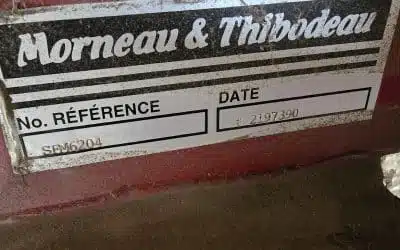 Morneau & Thibodeau
No. RÉFÉRENCE
DATE
SFM6204
2197390